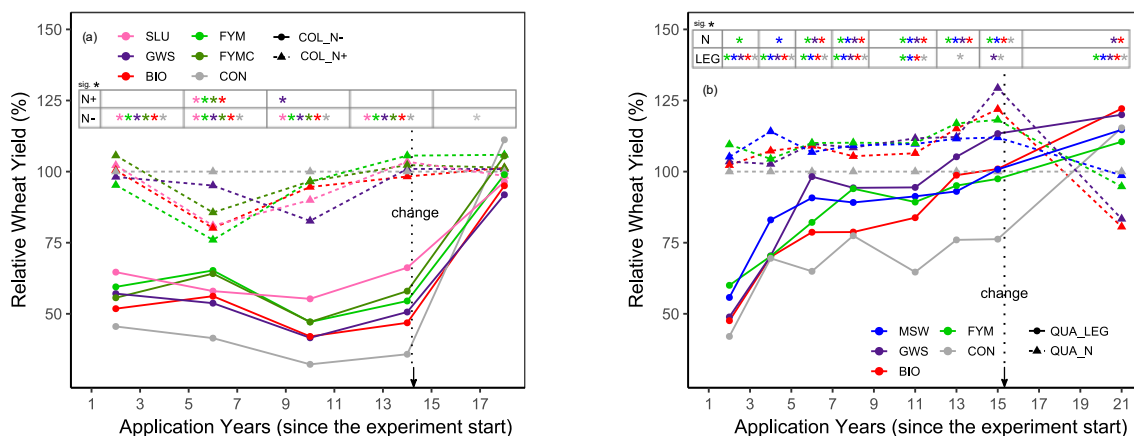 150
125
100
75
50
Relative Wheat Yield (%)
(a)
SLU
FYM
COL_N-
GWS
FYMC
COL_N+
BIO
CON
sig. *
N+
****
*
N-
******
******
******
******
*
change
1
3
5
7
9
11
13
15
17
Application Years (since the experiment start)
150
125
100
75
50
Relative Wheat Yield (%)
sig. *
N
*
*
***
****
****
****
****
**
LEG
*****
*****
****
*****
****
*
**
*****
(b)
change
MSW
FYM
QUA_LEG
GWS
CON
QUA_N
BIO
1
3
5
7
9
11
13
15
17
19
21
Application Years (since the experiment start)